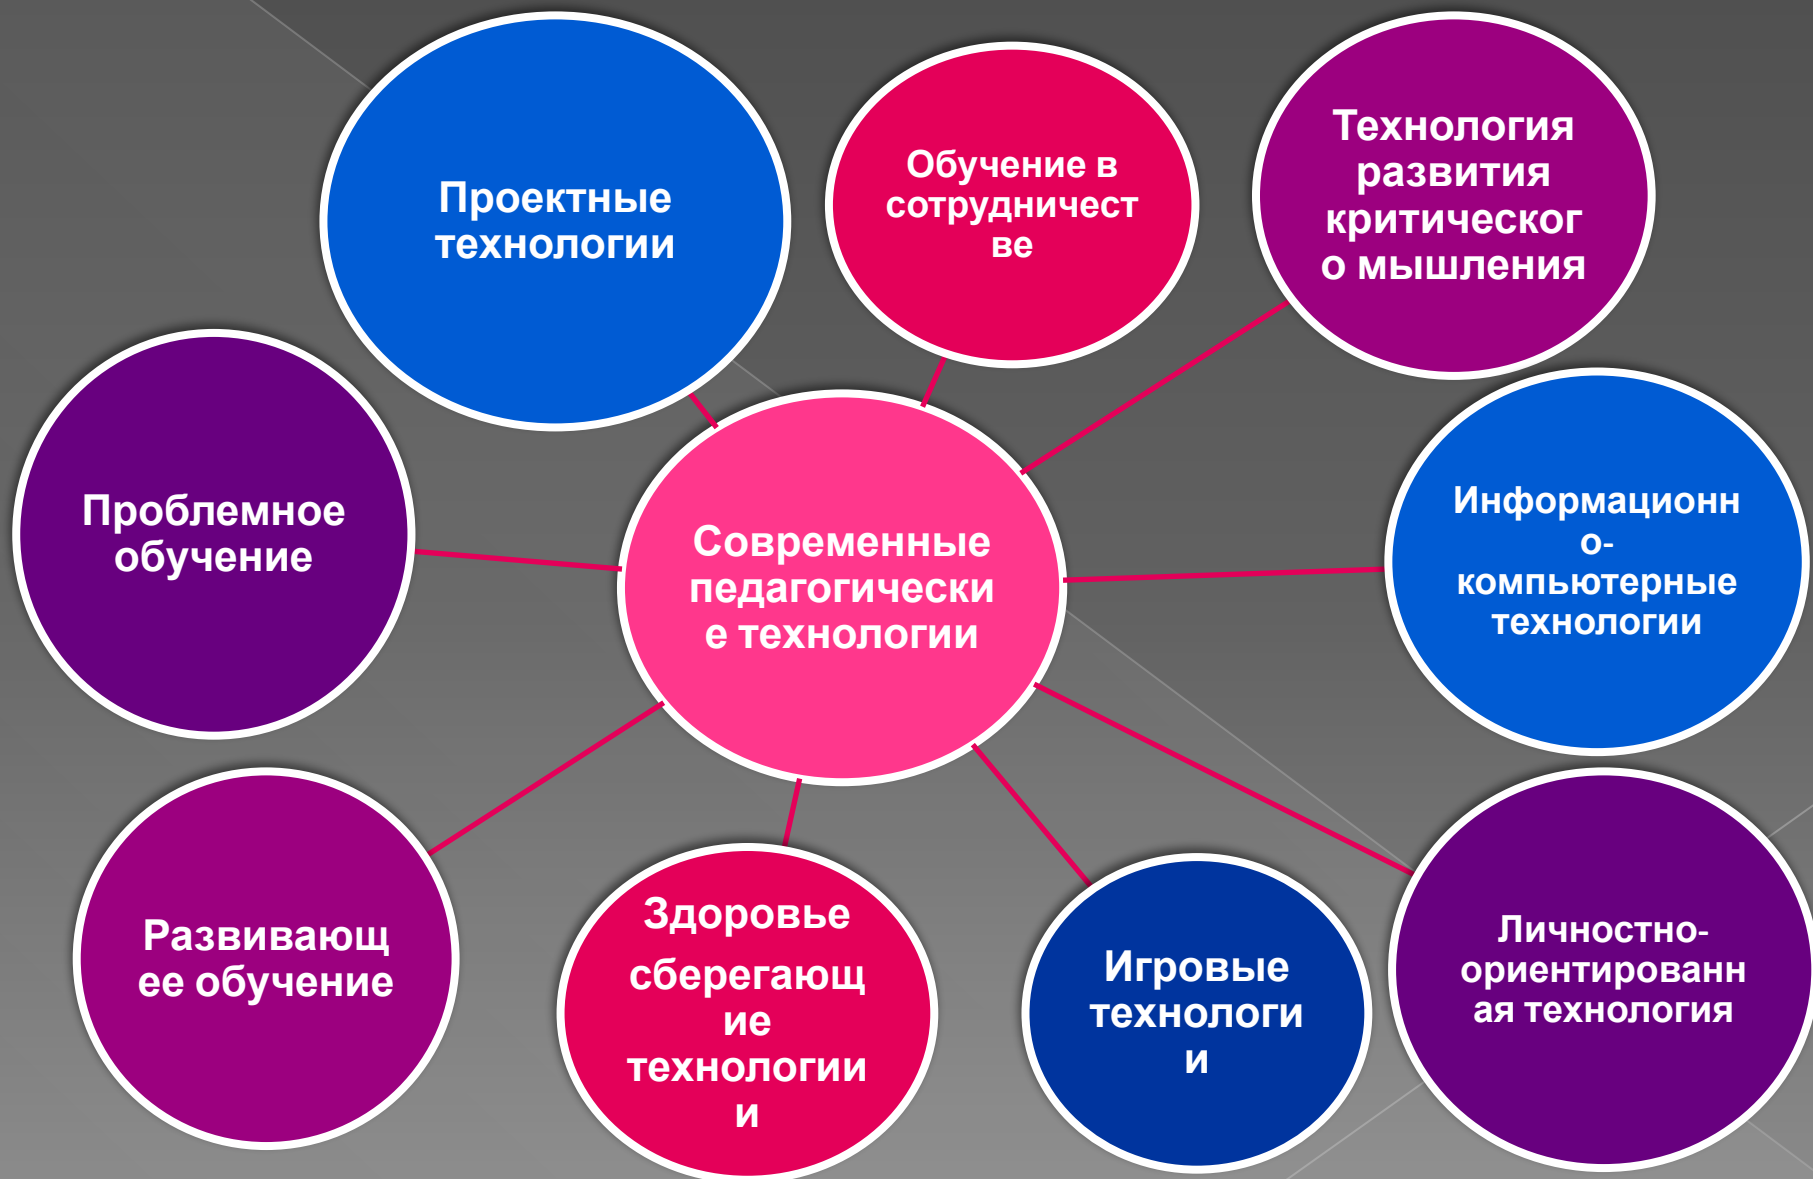 Проектные
технологии
Обучение в
сотрудничест
ве
Технология
развития
критическог
о мышления
Проблемное
обучение
Современные
педагогически
е технологии
Информационн
о-
компьютерные
технологии
Развивающ
ее обучение
Здоровье
сберегающ
ие
технологии
и
Игровые
технологи
и
Личностно-
ориентированн
ая технология